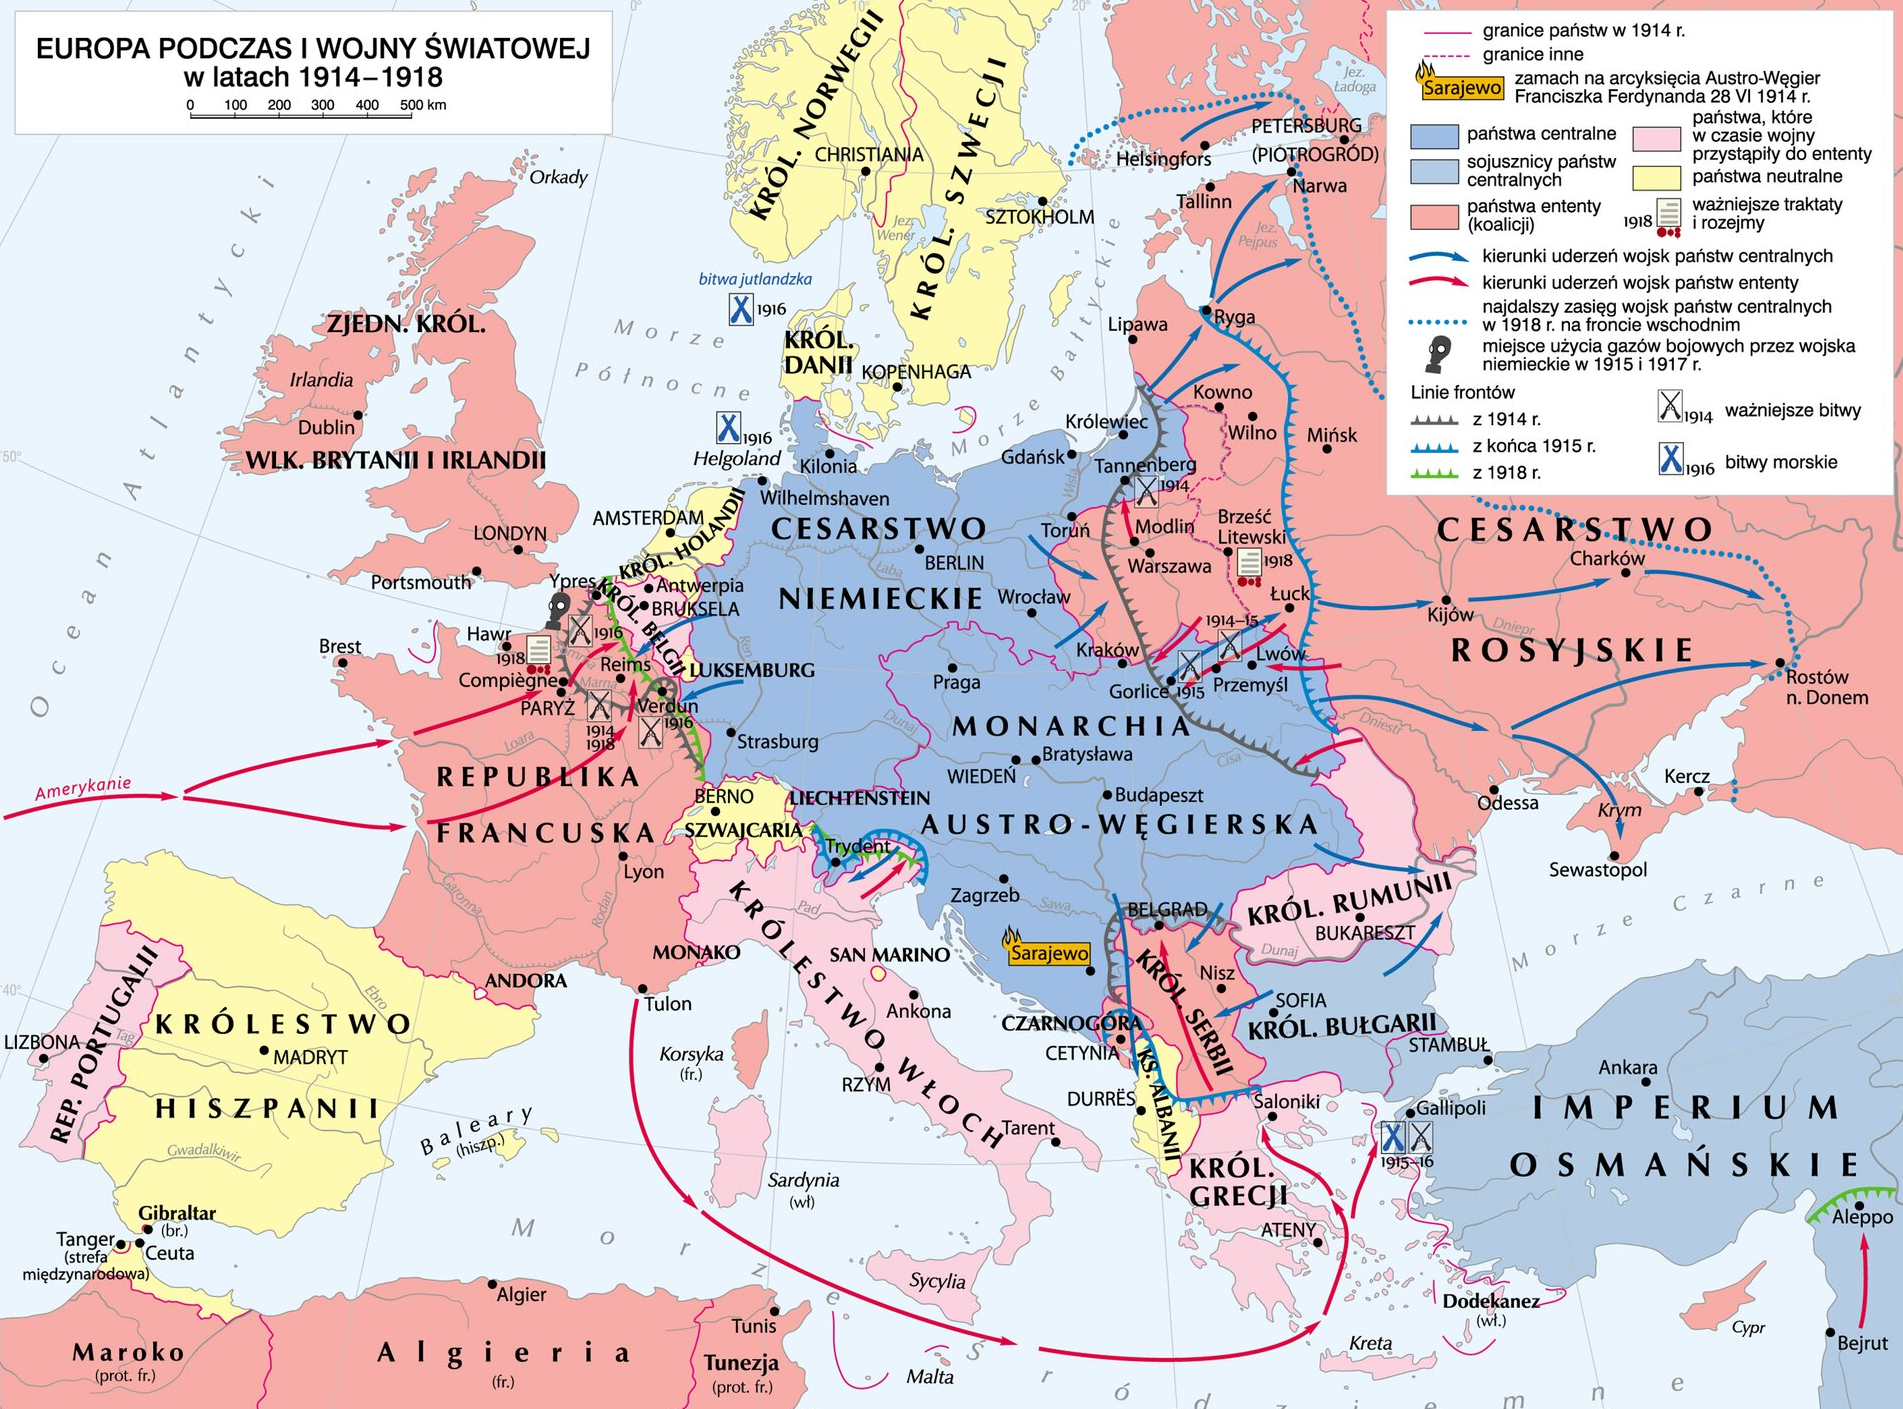 EUROPA PODCZAS I WOJNY ŚWIATOWEJ
w latach 1914–1918
0 100 200 300 400 500 km
granice państw w 1914 r.
granice inne
Sarajewo
zamach na arcyksięcia Austro-Węgier
Franciszka Ferdynanda 28 VI 1914 r.
państwa centralne
sojusznicy państw
centralnych
państwa ententy
(koalicji)
państwa, które
w czasie wojny
przystąpiły do ententy
państwa neutralne
1918
ważniejsze traktaty
i rozejmy
kierunki uderzeń wojsk państw centralnych
kierunki uderzeń wojsk państw ententy
najdalszy zasięg wojsk państw centralnych
w 1918 r. na froncie wschodnim
miejsce użycia gazów bojowych przez wojska
niemieckie w 1915 i 1917 r.
Linie frontów
z 1914 r.
z końca 1915 r.
z 1918 r.
1914
ważniejsze bitwy
1916
bitwy morskie
0°
10°
20°
50°
40°
Ocean Atlantycki
Orkady
KRÓL. NORWEGII
KRÓL. SZWECJI
CHRISTIANIA
SZTOKHOLM
Jez.
Wener
Jez.
Ładoga
PETERSBURG
(PIOTROGRÓD)
Helsingfors
Narwa
Tallinn
Jez.
Pejpus
Ryga
Lipawa
Morze Bałtyckie
bitwa jutlandzka
1916
Morze
Północne
KRÓL.
DANII
KOPENHAGA
1916
Helgoland
Kilonia
Wilhelmshaven
ZJEDN. KRÓL.
Irlandia
Dublin
WLK. BRYTANII I IRLANDII
LONDYN
Portsmouth
AMSTERDAM
KRÓL. HOLANDII
Ypres
Antwerpia
BRUKSELA
KRÓL. BELGII
LUKSEMBURG
Hawr
1918
1916
Somma
Brest
Reims
Compiègne
Marna
PARYŻ
Verdun
1916
1914
1918
Strasburg
Ren
Loara
REPUBLIKA
FRANCUSKA
Amerykanie
Lyon
Garonna
Rodan
CESARSTWO
NIEMIECKIE
BERLIN
Łaba
Wrocław
Gdańsk
Królewiec
Tannenberg
1914
Wisła
Toruń
Modlin
Warszawa
Kowno
Wilno
Mińsk
Brześć
Litewski
1918
Łuck
1914–15
Kraków
Lwów
Gorlice
1915
Przemyśl
CESARSTWO
ROSYJSKIE
Charków
Kijów
Dniepr
Dniestr
Rostów
n. Donem
Odessa
Kercz
Krym
Sewastopol
Praga
MONARCHIA
AUSTRO-WĘGIERSKA
Dunaj
Bratysława
WIEDEŃ
Cisa
Budapeszt
BERNO
SZWAJCARIA
LIECHTENSTEIN
Trydent
Zagrzeb
Sawa
Sarajewo
BELGRAD
KRÓL. SERBII
Nisz
CZARNOGÓRA
CETYNIA
KS. ALBANII
DURRËS
KRÓL. RUMUNII
BUKARESZT
Dunaj
SOFIA
KRÓL. BUŁGARII
STAMBUŁ
Morze Czarne
MONAKO
SAN MARINO
Pad
KRÓLESTWO WŁOCH
Ankona
RZYM
Tarent
ANDORA
Tulon
Korsyka
(fr.)
Sardynia
(wł)
Sycylia
Malta
REP. PORTUGALII
LIZBONA
Tag
KRÓLESTWO
HISZPANII
MADRYT
Ebro
Gwadalkiwir
Baleary
(hiszp.)
Gibraltar
(br.)
Tanger
(strefa
międzynarodowa)
Ceuta
Maroko
(prot. fr.)
Algieria
(fr.)
Algier
Tunis
Tunezja
(prot. fr.)
Morze Śródziemne
Saloniki
KRÓL.
GRECJI
ATENY
Kreta
Dodekanez
(wł.)
Gallipoli
1915–16
Ankara
IMPERIUM
OSMAŃSKIE
Aleppo
Bejrut
Cypr